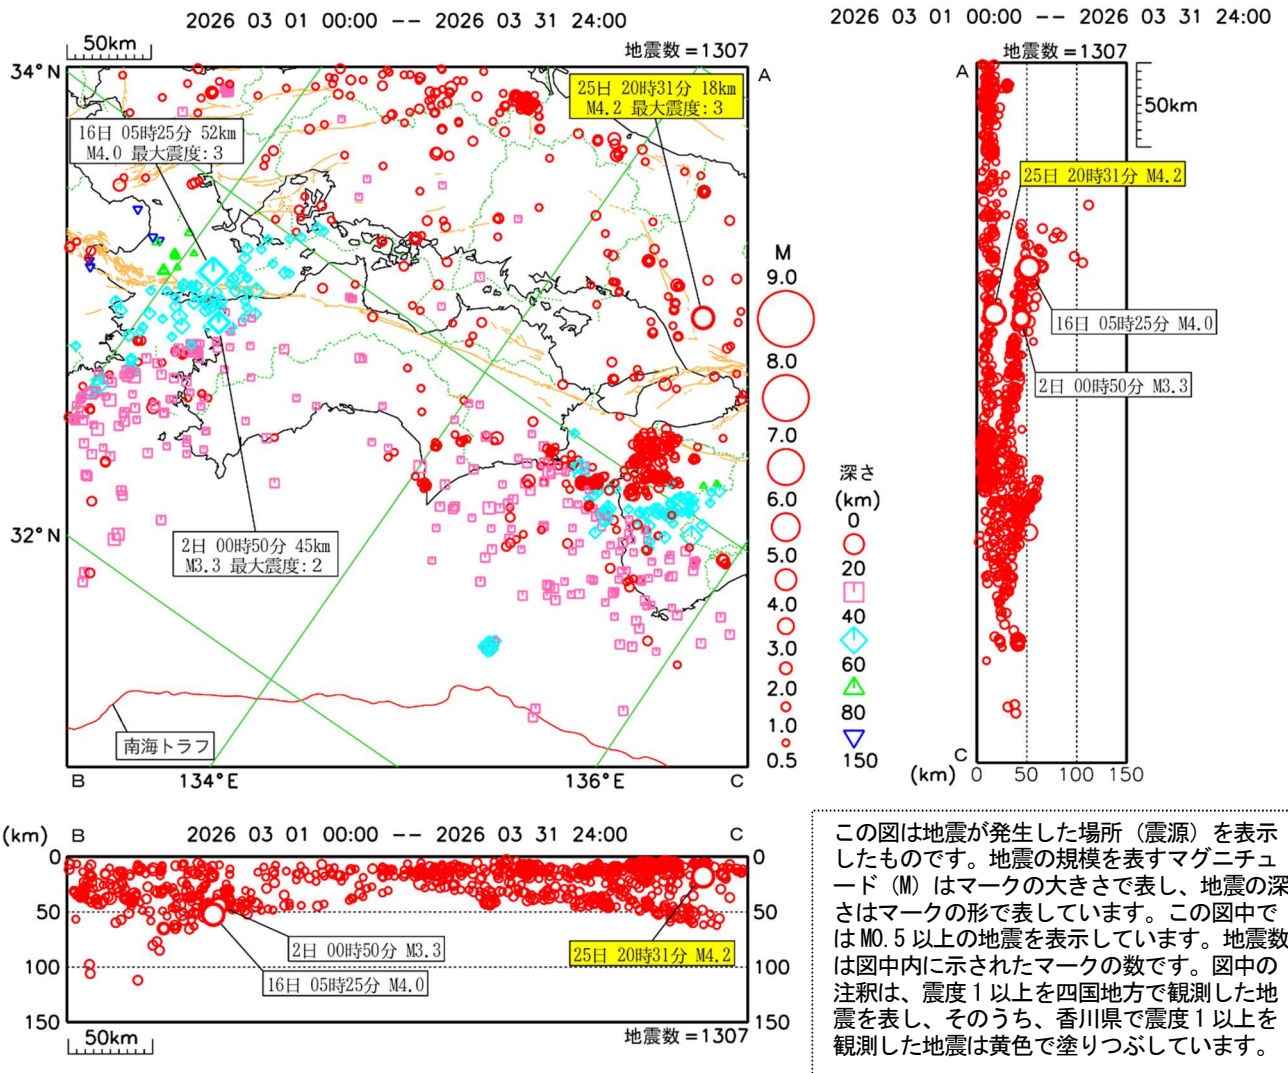 2026 03 01 00:00 -- 2026 03 31 24:00
50km
地震数=1307
34°N
A
25日 20時31分 18km
M4.2 最大震度:3
16日 05時25分 52km
M4.0 最大震度:3
32°N
2日 00時50分 45km
M3.3 最大震度:2
南海トラフ
B
134°E
136°E
C
M
9.0
8.0
7.0
6.0
5.0
4.0
3.0
2.0
1.0
0.5
深さ
(km)
0
20
40
60
80
150
2026 03 01 00:00 -- 2026 03 31 24:00
地震数=1307
A
50km
25日 20時31分 M4.2
16日 05時25分 M4.0
2日 00時50分 M3.3
C
(km)
0
50
100
150
(km)
B
2026 03 01 00:00 -- 2026 03 31 24:00
C
0
0
50
50
2日 00時50分 M3.3
25日 20時31分 M4.2
100
100
16日 05時25分 M4.0
150
150
50km
地震数=1307
この図は地震が発生した場所（震源）を表示
したものです。地震の規模を表すマグニチュ
ード（M）はマークの大きさで表し、地震の深
さはマークの形で表しています。この図中で
はM0.5以上の地震を表示しています。地震数
は図中内に示されたマークの数です。図中の
注釈は、震度1以上を四国地方で観測した地
震を表し、そのうち、香川県で震度1以上を
観測した地震は黄色で塗りつぶしています。